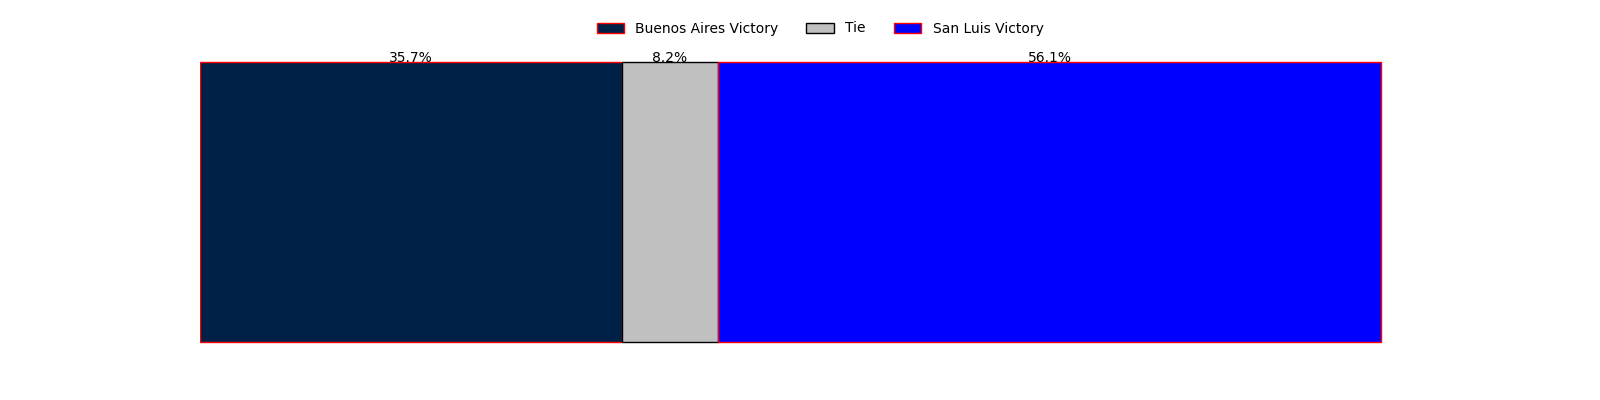 Buenos Aires Victory Tie San Luis Victory
35.7% 8.2% 56.1%